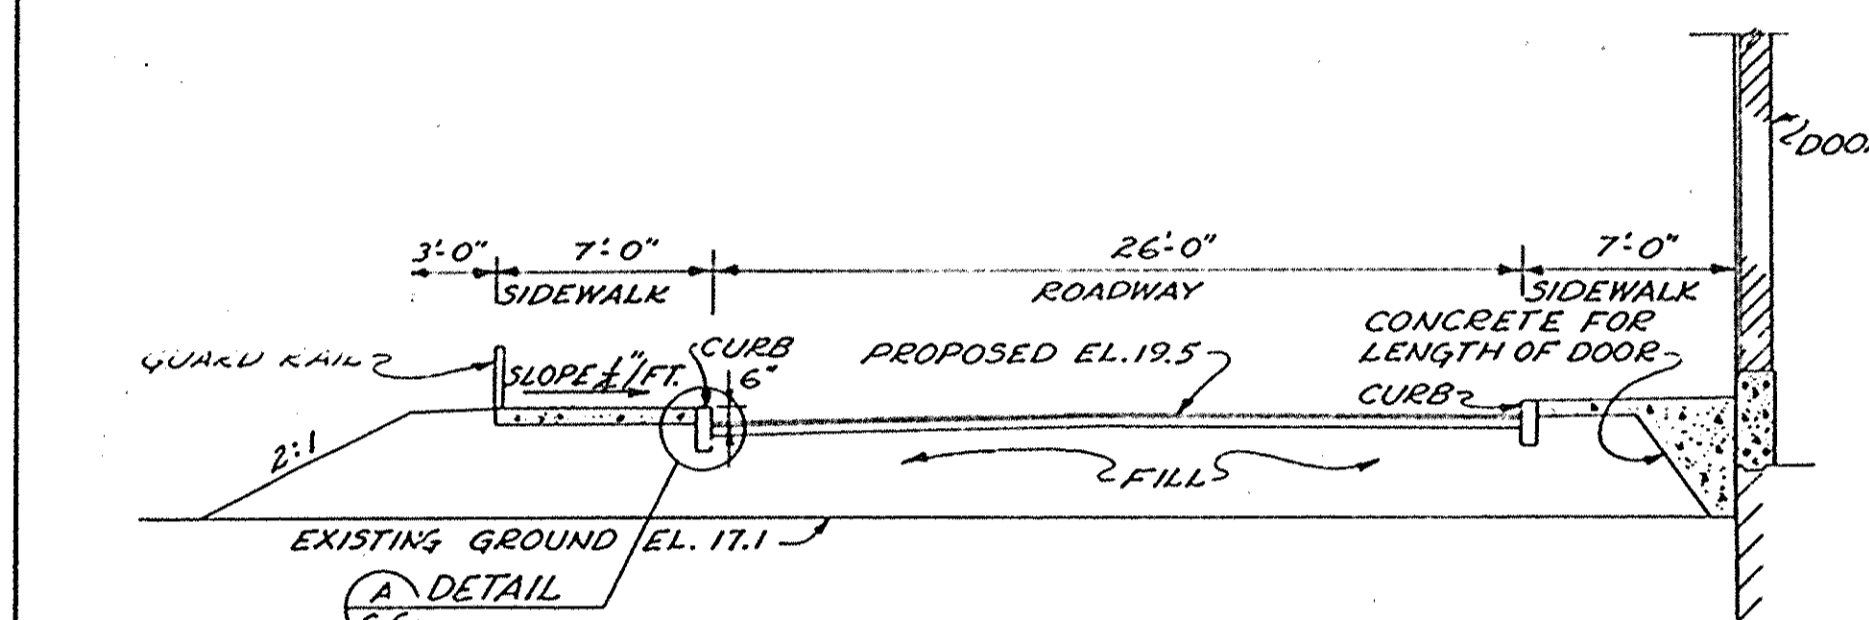 DOOR
3'-0" 7'-0" 26'-0" 7'-0"
SIDEWALK ROADWAY SIDEWALK
CONCRETE FOR
LENGTH OF DOOR
GUARD RAIL
SLOPE ¼"/FT.
CURB
6"
PROPOSED EL.19.5
CURB
2:1
FILL
EXISTING GROUND EL. 17.1
A DETAIL